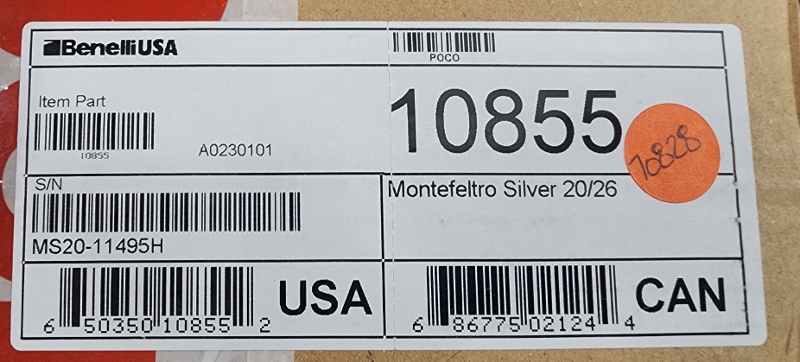 BenelliUSA
POCO
Item Part
10855
A0230101
10855
10828
S/N
MS20-11495H
Montefeltro Silver 20/26
6 50350 10855 2
USA
6 86775 02124 4
CAN